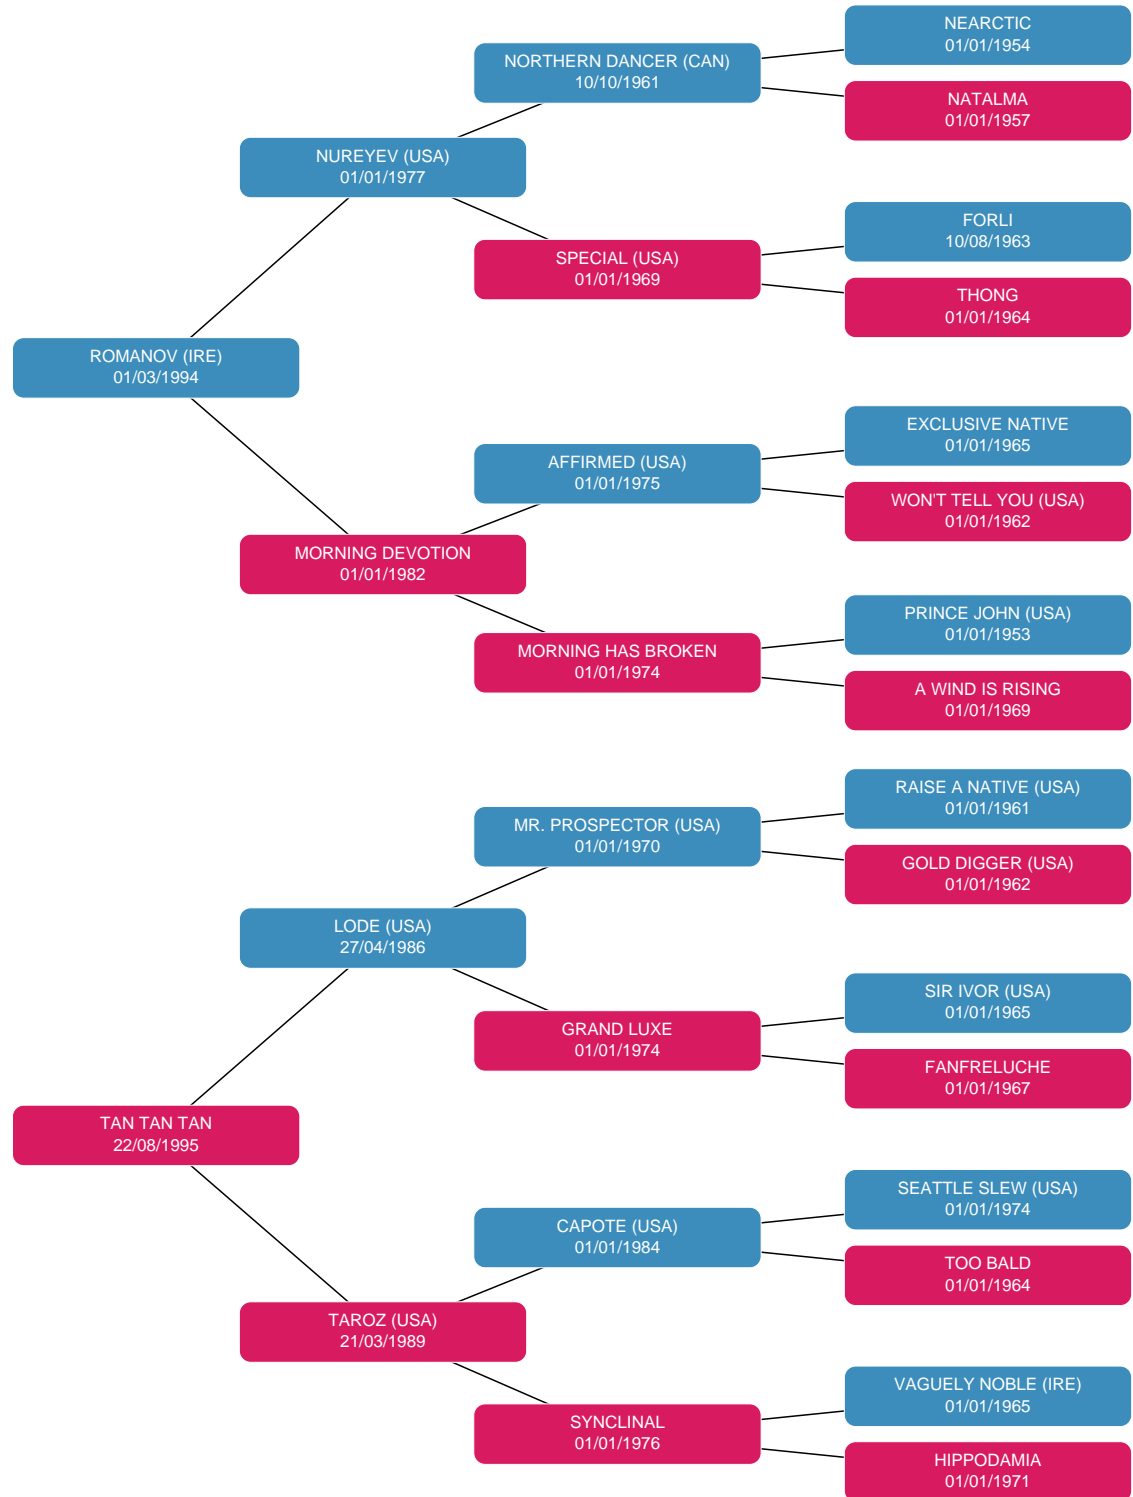 NEARCTIC
01/01/1954
NORTHERN DANCER (CAN)
10/10/1961
NATALMA
01/01/1957
NUREYEV (USA)
01/01/1977
FORLI
10/08/1963
SPECIAL (USA)
01/01/1969
THONG
01/01/1964
ROMANOV (IRE)
01/03/1994
EXCLUSIVE NATIVE
01/01/1965
AFFIRMED (USA)
01/01/1975
WON'T TELL YOU (USA)
01/01/1962
MORNING DEVOTION
01/01/1982
PRINCE JOHN (USA)
01/01/1953
MORNING HAS BROKEN
01/01/1974
A WIND IS RISING
01/01/1969
RAISE A NATIVE (USA)
01/01/1961
MR. PROSPECTOR (USA)
01/01/1970
GOLD DIGGER (USA)
01/01/1962
LODE (USA)
27/04/1986
SIR IVOR (USA)
01/01/1965
GRAND LUXE
01/01/1974
FANFRELUCHE
01/01/1967
TAN TAN TAN
22/08/1995
SEATTLE SLEW (USA)
01/01/1974
CAPOTE (USA)
01/01/1984
TOO BALD
01/01/1964
TAROZ (USA)
21/03/1989
VAGUELY NOBLE (IRE)
01/01/1965
SYNCLINAL
01/01/1976
HIPPODAMIA
01/01/1971